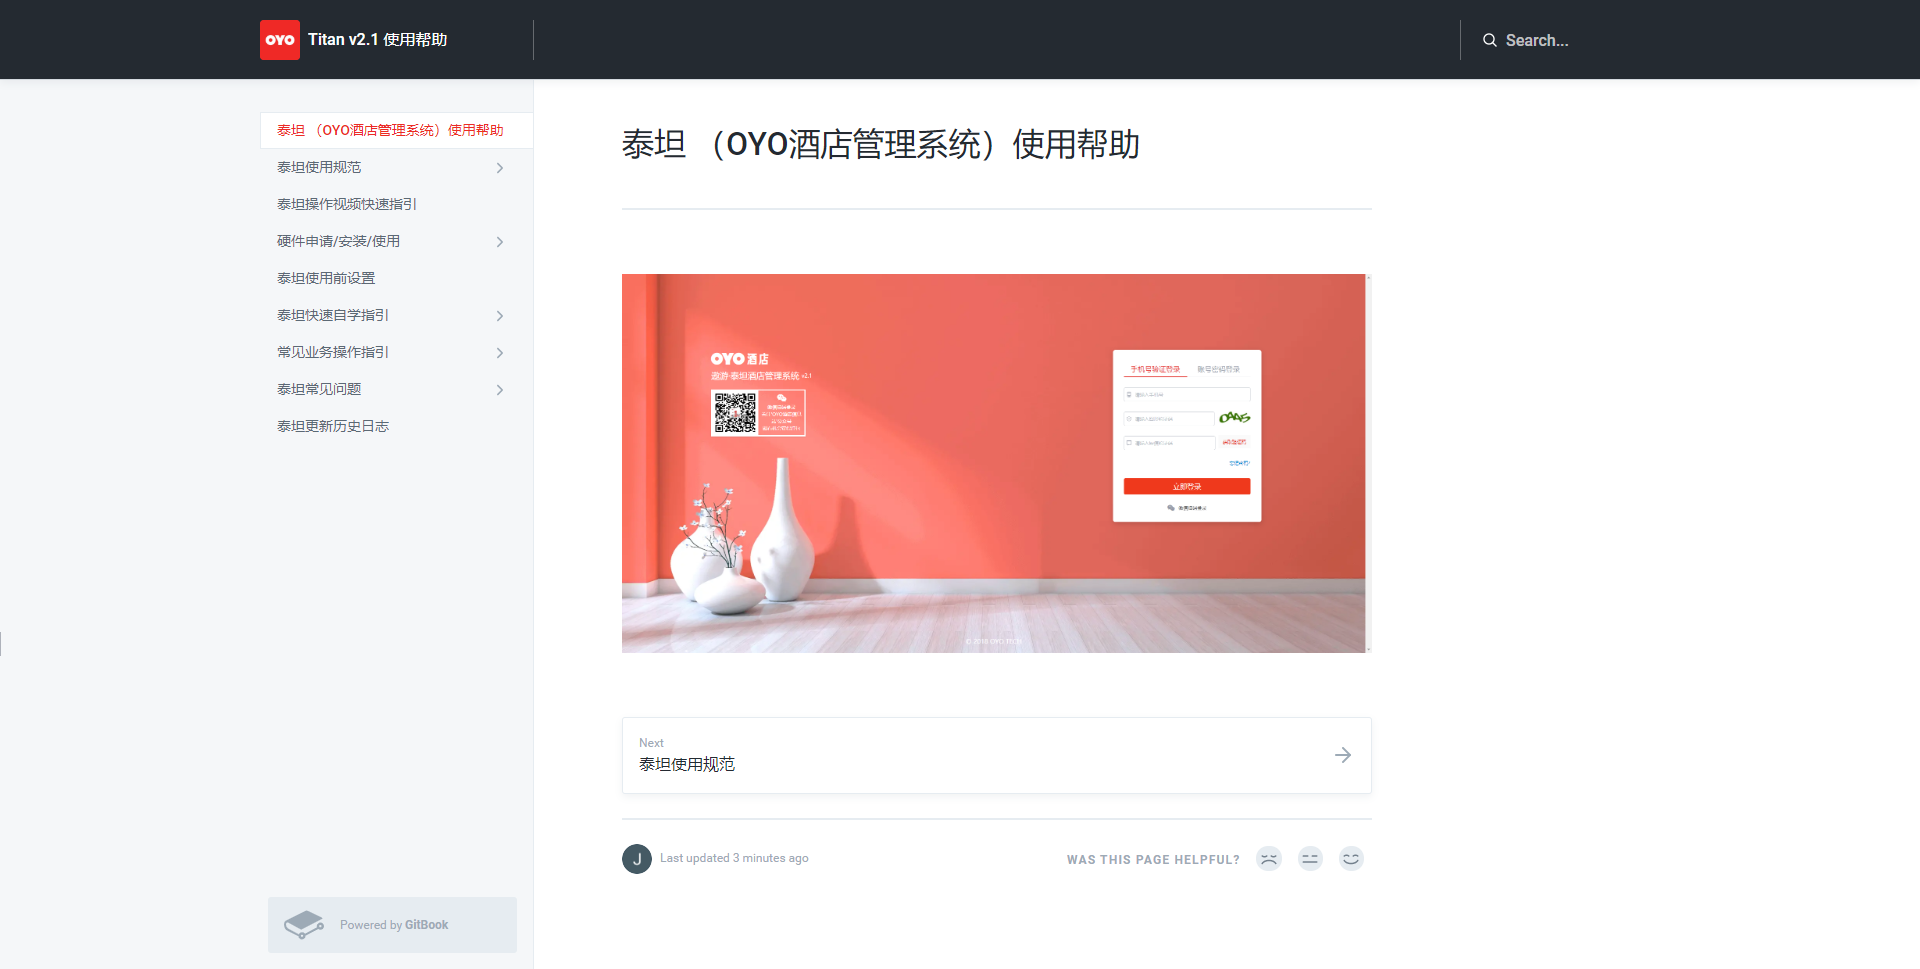 OYO
Titan v2.1 使用帮助
Search...
泰坦 （OYO酒店管理系统）使用帮助
泰坦使用规范
泰坦操作视频快速指引
硬件申请/安装/使用
泰坦使用前设置
泰坦快速自学指引
常见业务操作指引
泰坦常见问题
泰坦更新历史日志
Powered by GitBook
泰坦 （OYO酒店管理系统）使用帮助
OYO 酒店
遨游·泰坦酒店管理系统 v2.1
手机号验证登录
账号密码登录
立即登录
© 2018 OYO.TECH
Next
泰坦使用规范
J
Last updated 3 minutes ago
WAS THIS PAGE HELPFUL?